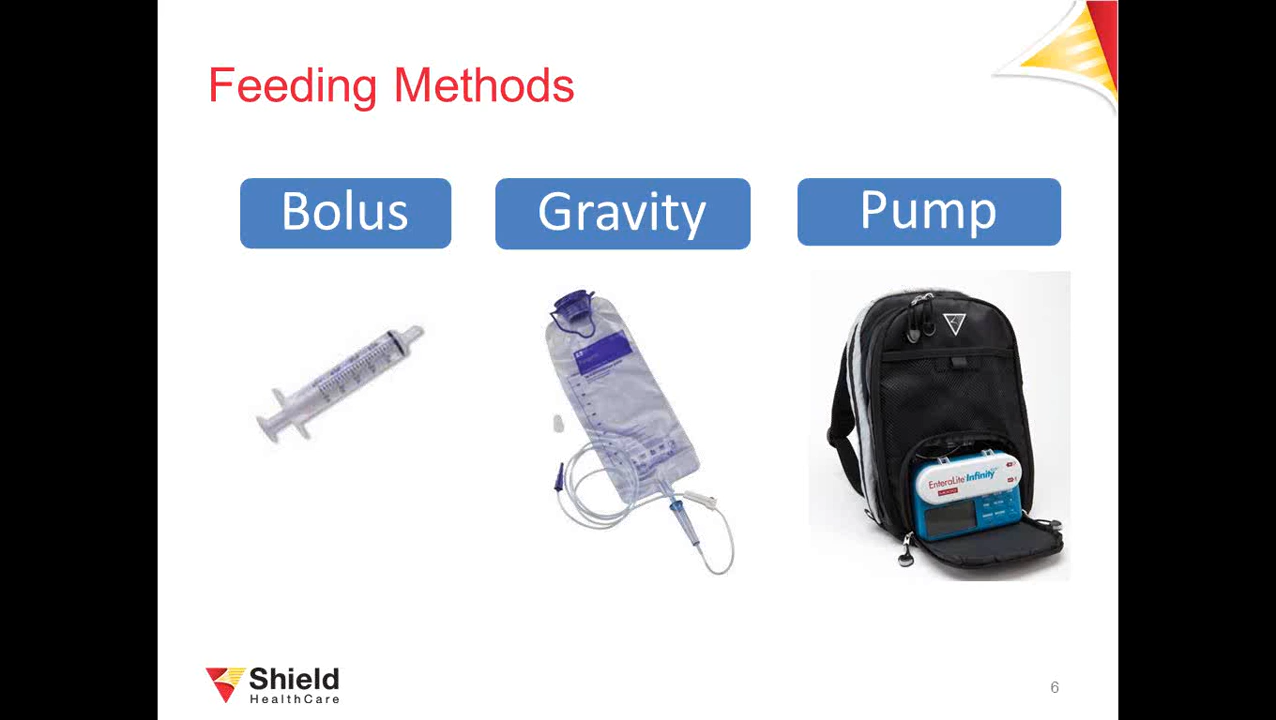 Feeding Methods
Bolus
Gravity
Pump
EnteraLite Infinity
Shield
HealthCare
6